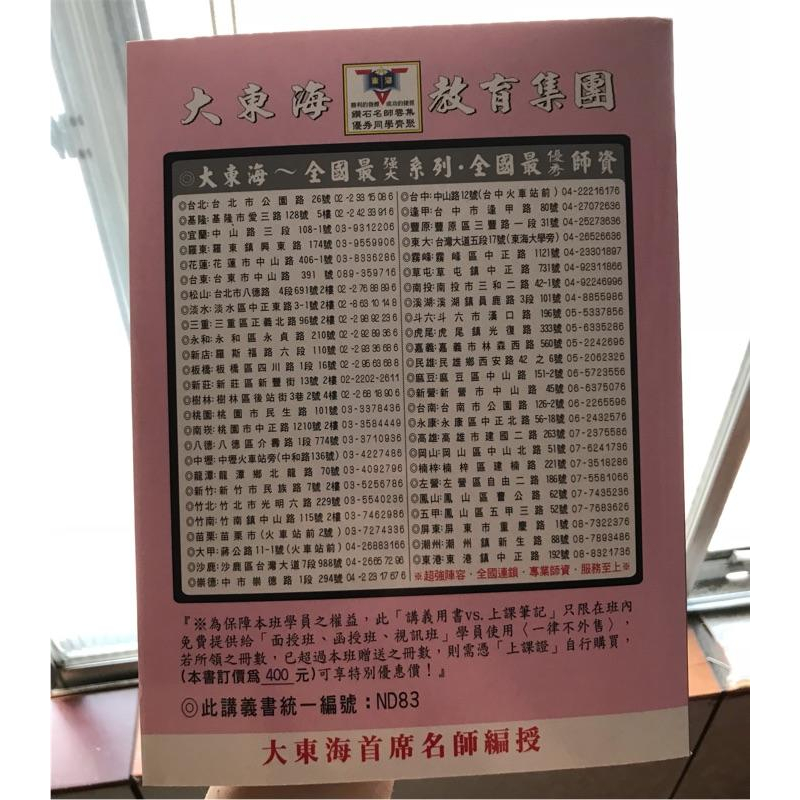 大東海 教育集團
東海
勝利的發源 成功的捷徑
鑽石名師雲集
優秀同學齊聚
◎大東海～全國最強大系列・全國最優秀師資
◎台北:台北市公園路26號 02-23315086
◎基隆:基隆市愛三路128號5樓 02-24233916
◎宜蘭:中山路三段108-1號 03-9312206
◎羅東:羅東鎮興東路174號 03-9559906
◎花蓮:花蓮市中山路406-1號 03-8336286
◎台東:台東市中山路391號 089-359716
◎松山:台北市八德路4段691號2樓 02-27688896
◎淡水:淡水區中正東路3-1號2樓 02-86310148
◎三重:三重區正義北路96號2樓 02-29892236
◎永和:永和區永貞路210號 02-29289366
◎新店:羅斯福路六段110號 02-29336686
◎板橋:板橋區四川路1段16號 02-29563688
◎新莊:新莊區新豐街13號2樓 02-2202-2611
◎樹林:樹林區後站街3巷2號4樓 02-26818906
◎桃園:桃園市民生路101號 03-3378436
◎南崁:桃園市中正路1210號2樓 03-3584449
◎八德:八德區介壽路1段774號 03-3710936
◎中壢:中壢火車站旁(中和路136號) 03-4227486
◎龍潭:龍潭鄉北龍路70號 03-4092796
◎新竹:新竹市民族路7號2樓 03-5256786
◎竹北:竹北市光明六路229號 03-5540236
◎竹南:竹南鎮中山路115號2樓 03-7462986
◎苗栗:苗栗市(火車站前2號) 03-7274336
◎大甲:蔣公路11-1號(火車站前) 04-26883166
◎沙鹿:沙鹿區台灣大道7段988號 04-26657296
◎崇德:中市崇德路1段294號 04-22317676
◎台中:中山路12號(台中火車站前) 04-22216176
◎逢甲:台中市逢甲路80號 04-27072636
◎豐原:豐原區三豐路一段31號 04-25273636
◎東大:台灣大道五段17號(東海大學旁) 04-26526636
◎霧峰:霧峰區中正路1121號 04-23301897
◎草屯:草屯鎮中正路731號 04-92311866
◎南投:南投市三和二路42-1號 04-92246996
◎溪湖:溪湖鎮員鹿路3段101號 04-8855986
◎斗六:斗六市漢口路196號 05-5337856
◎虎尾:虎尾鎮光復路333號 05-6335286
◎嘉義:嘉義市林森西路560號 05-2242696
◎民雄:民雄鄉西安路42之6號 05-2062326
◎麻豆:麻豆區中山路151-2號 06-5723556
◎新營:新營市中山路45號 06-6375076
◎台南:台南市公園路126-2號 06-2265596
◎永康:永康區中正北路56-18號 06-2432576
◎高雄:高雄市建國二路263號 07-2375586
◎岡山:岡山區中山北路51號 07-6241736
◎楠梓:楠梓區建楠路221號 07-3518286
◎左營:左營區自由二路186號 07-5581066
◎鳳山:鳳山區曹公路62號 07-7435236
◎五甲:鳳山區五甲三路52號 07-7683626
◎屏東:屏東市重慶路1號 08-7322376
◎潮州:潮州鎮新生路88號 08-7893486
◎東港:東港鎮中正路192號 08-8321736
※超強陣容・全國連鎖・專業師資・服務至上※
『※為保障本班學員之權益，此「講義用書VS.上課筆記」只限在班內
免費提供給「面授班、函授班、視訊班」學員使用〈一律不外售〉，
若所領之冊數，已超過本班贈送之冊數，則需憑「上課證」自行購買，
(本書訂價為 400 元)可享特別優惠價！』
◎此講義書統一編號：ND83
大東海首席名師編授